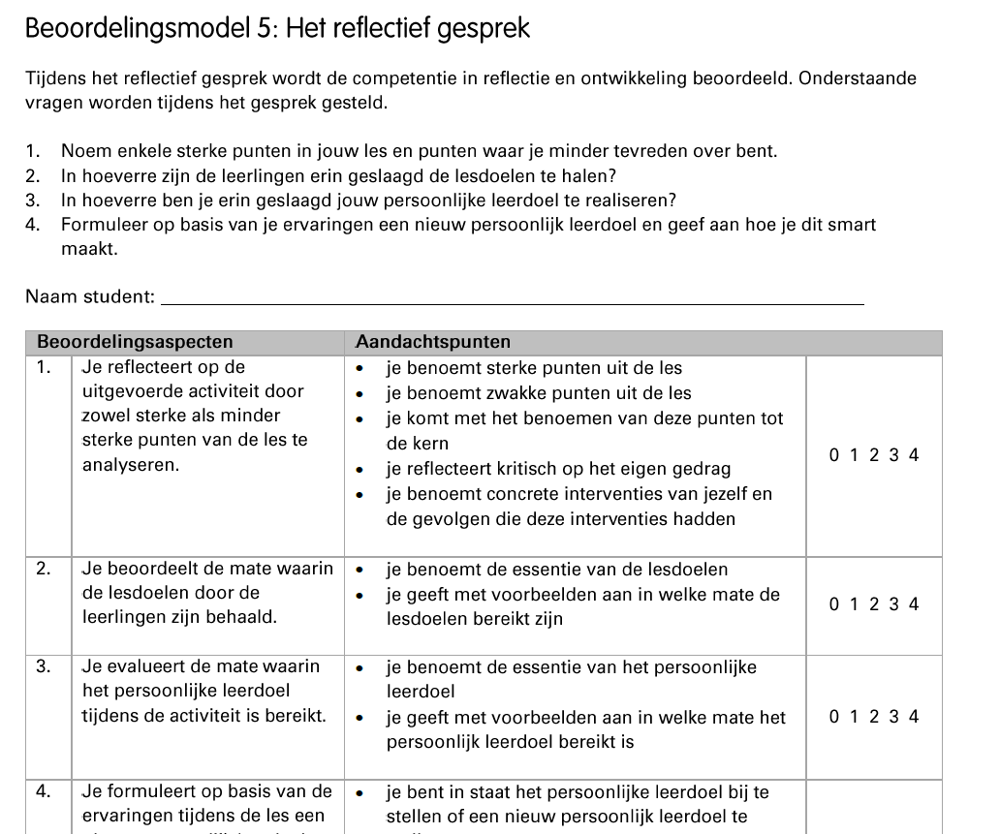 Beoordelingsmodel 5: Het reflectief gesprek
Tijdens het reflectief gesprek wordt de competentie in reflectie en ontwikkeling beoordeeld. Onderstaande
vragen worden tijdens het gesprek gesteld.
1. Noem enkele sterke punten in jouw les en punten waar je minder tevreden over bent.
2. In hoeverre zijn de leerlingen erin geslaagd de lesdoelen te halen?
3. In hoeverre ben je erin geslaagd jouw persoonlijke leerdoel te realiseren?
4. Formuleer op basis van je ervaringen een nieuw persoonlijk leerdoel en geef aan hoe je dit smart
maakt.
Naam student:
Beoordelingsaspecten
Aandachtspunten
1. Je reflecteert op de
uitgevoerde activiteit door
zowel sterke als minder
sterke punten van de les te
analyseren.
• je benoemt sterke punten uit de les
• je benoemt zwakke punten uit de les
• je komt met het benoemen van deze punten tot
de kern
• je reflecteert kritisch op het eigen gedrag
• je benoemt concrete interventies van jezelf en
de gevolgen die deze interventies hadden
0 1 2 3 4
2. Je beoordeelt de mate waarin
de lesdoelen door de
leerlingen zijn behaald.
• je benoemt de essentie van de lesdoelen
• je geeft met voorbeelden aan in welke mate de
lesdoelen bereikt zijn
0 1 2 3 4
3. Je evalueert de mate waarin
het persoonlijke leerdoel
tijdens de activiteit is bereikt.
• je benoemt de essentie van het persoonlijke
leerdoel
• je geeft met voorbeelden aan in welke mate het
persoonlijk leerdoel bereikt is
0 1 2 3 4
4. Je formuleert op basis van de
ervaringen tijdens de les een
• je bent in staat het persoonlijke leerdoel bij te
stellen of een nieuw persoonlijk leerdoel te